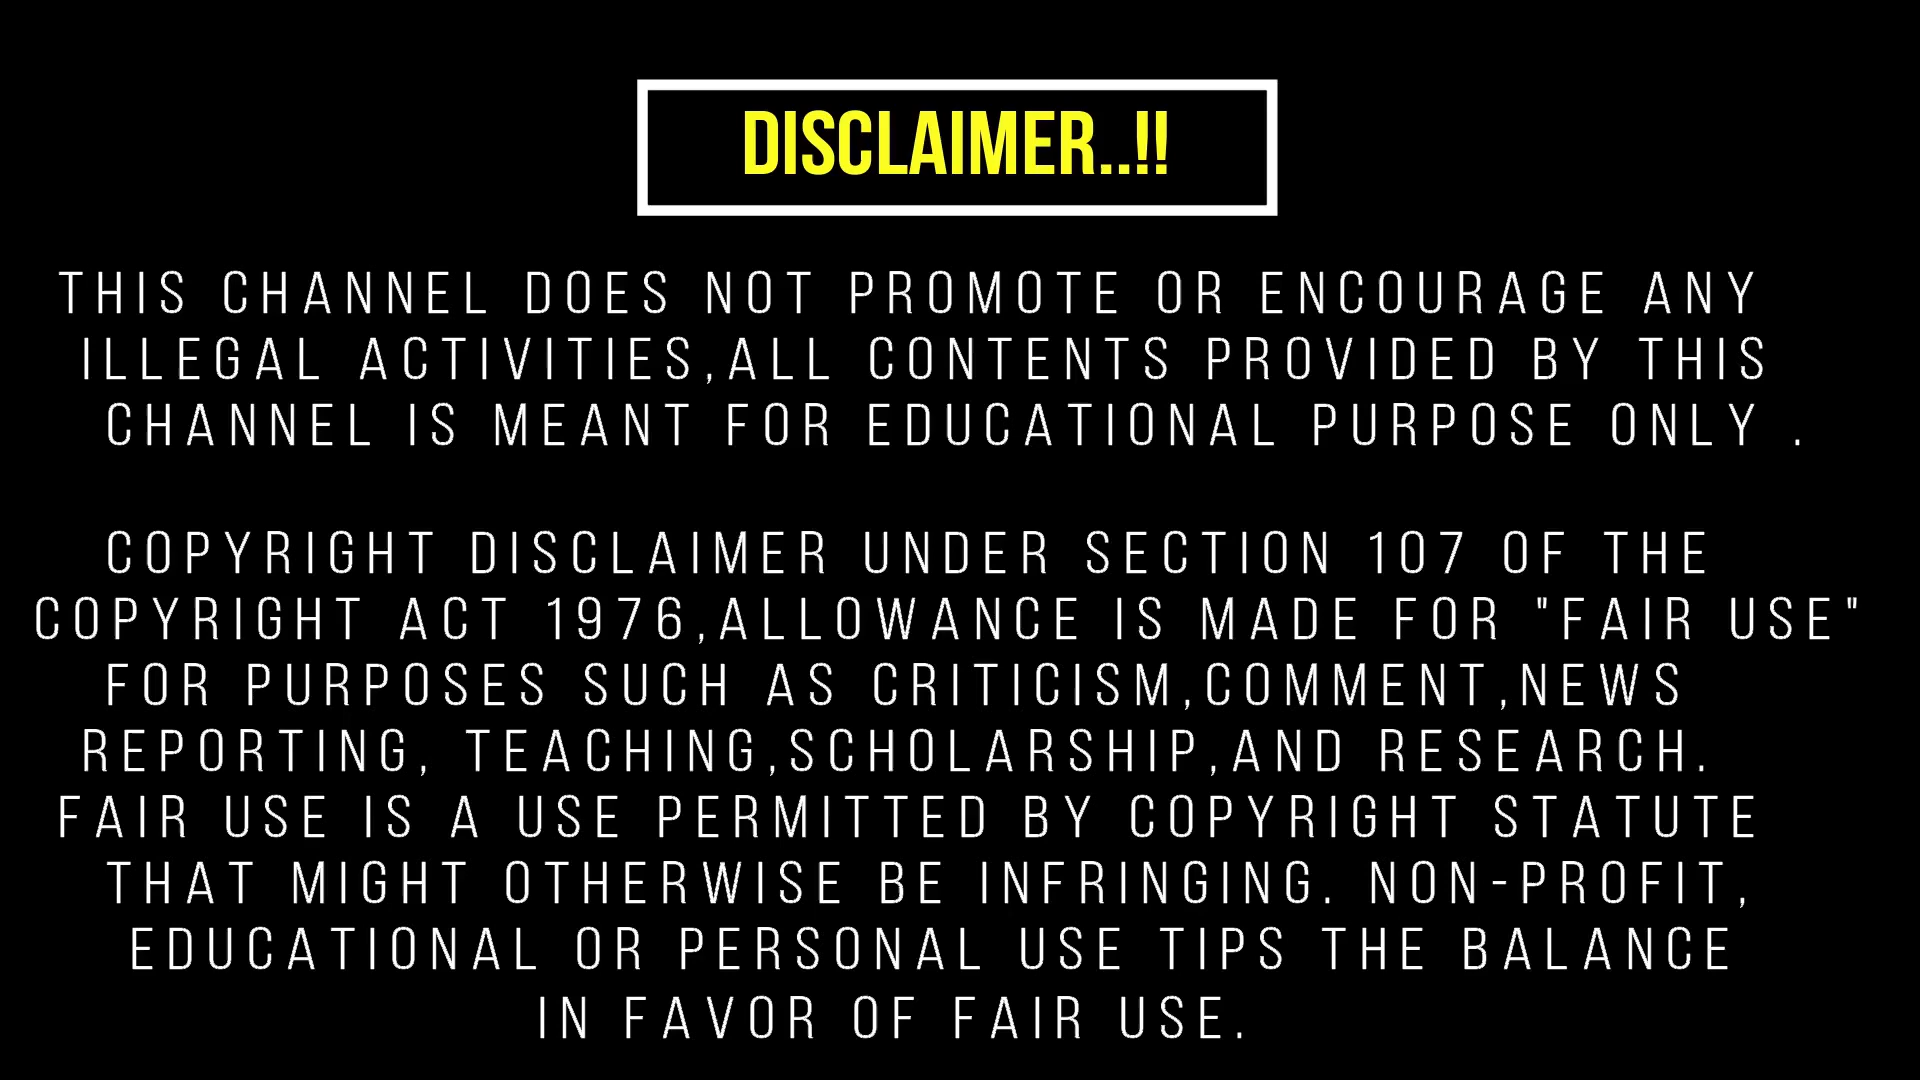 DISCLAIMER..!!
THIS CHANNEL DOES NOT PROMOTE OR ENCOURAGE ANY
ILLEGAL ACTIVITIES,ALL CONTENTS PROVIDED BY THIS
CHANNEL IS MEANT FOR EDUCATIONAL PURPOSE ONLY .
COPYRIGHT DISCLAIMER UNDER SECTION 107 OF THE
COPYRIGHT ACT 1976,ALLOWANCE IS MADE FOR "FAIR USE"
FOR PURPOSES SUCH AS CRITICISM,COMMENT,NEWS
REPORTING, TEACHING,SCHOLARSHIP,AND RESEARCH.
FAIR USE IS A USE PERMITTED BY COPYRIGHT STATUTE
THAT MIGHT OTHERWISE BE INFRINGING. NON-PROFIT,
EDUCATIONAL OR PERSONAL USE TIPS THE BALANCE
IN FAVOR OF FAIR USE.